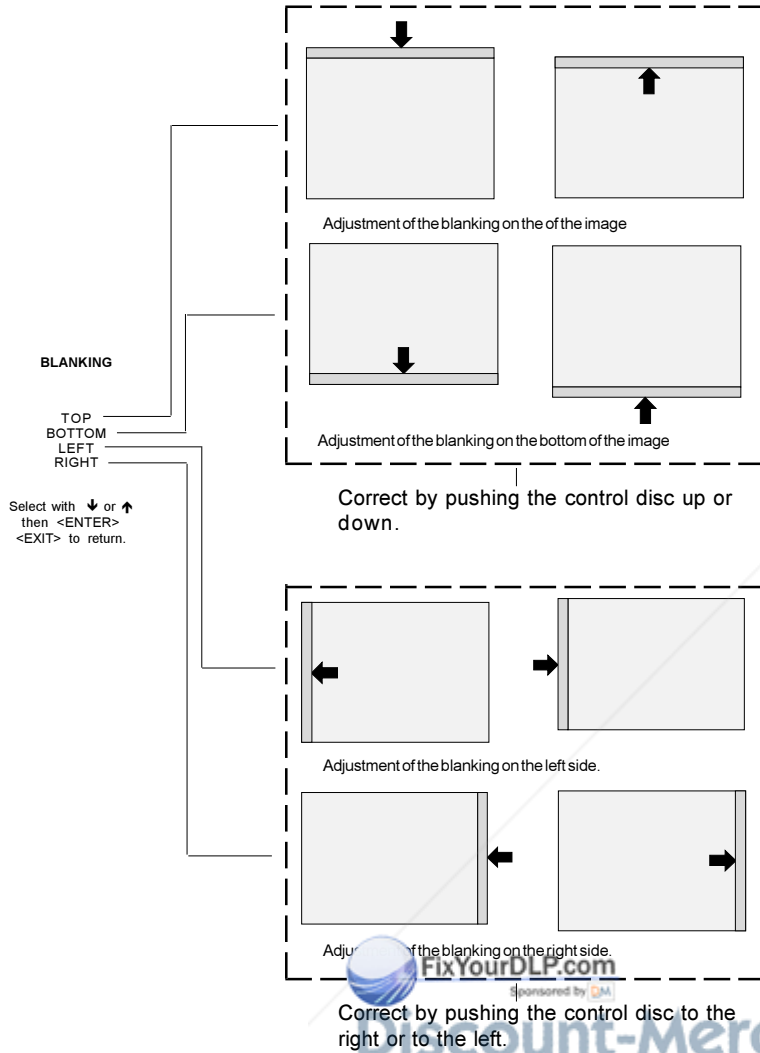 Adjustment of the blanking on the of the image
BLANKING
TOP
BOTTOM
LEFT
RIGHT
Select with ↓ or ↑
then <ENTER>
<EXIT> to return.
Adjustment of the blanking on the bottom of the image
Correct by pushing the control disc up or
down.
Adjustment of the blanking on the left side.
of the blanking on the right side.
FixYourDLP.com
Sponsored by DM
Correct by pushing the control disc to the
right or to the left.